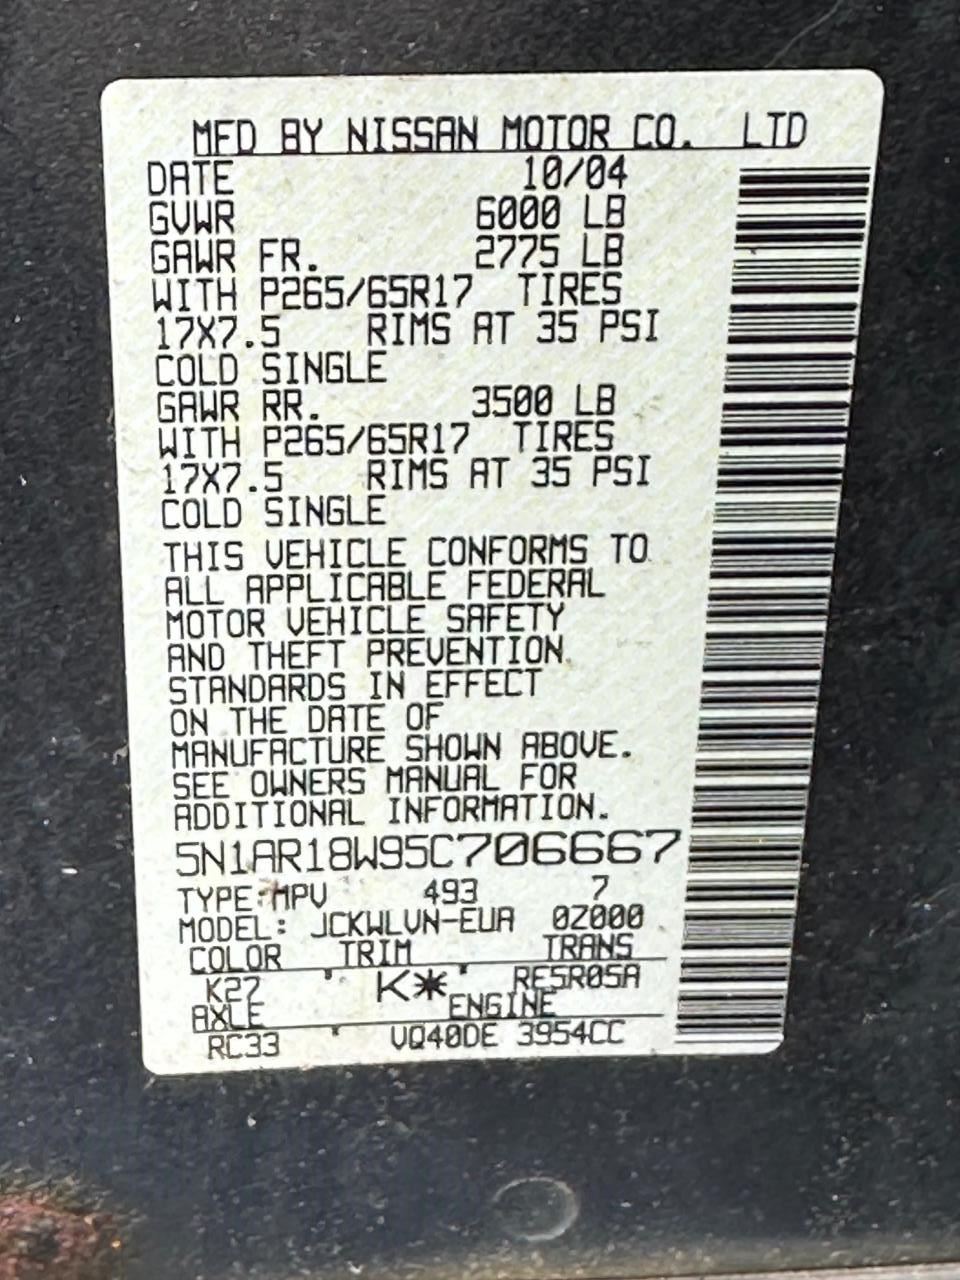 MFD BY NISSAN MOTOR CO. LTD
DATE 10/04
GVWR 6000 LB
GAWR FR. 2775 LB
WITH P265/65R17 TIRES
17X7.5 RIMS AT 35 PSI
COLD SINGLE
GAWR RR. 3500 LB
WITH P265/65R17 TIRES
17X7.5 RIMS AT 35 PSI
COLD SINGLE
THIS VEHICLE CONFORMS TO
ALL APPLICABLE FEDERAL
MOTOR VEHICLE SAFETY
AND THEFT PREVENTION
STANDARDS IN EFFECT
ON THE DATE OF
MANUFACTURE SHOWN ABOVE.
SEE OWNERS MANUAL FOR
ADDITIONAL INFORMATION.
5N1AR18W95C706667
TYPE:MPV 493 7
MODEL: JCKWLVN-EUA 0Z000
COLOR TRIM TRANS
K27 K* RE5R05A
AXLE ENGINE
RC33 VQ40DE 3954CC